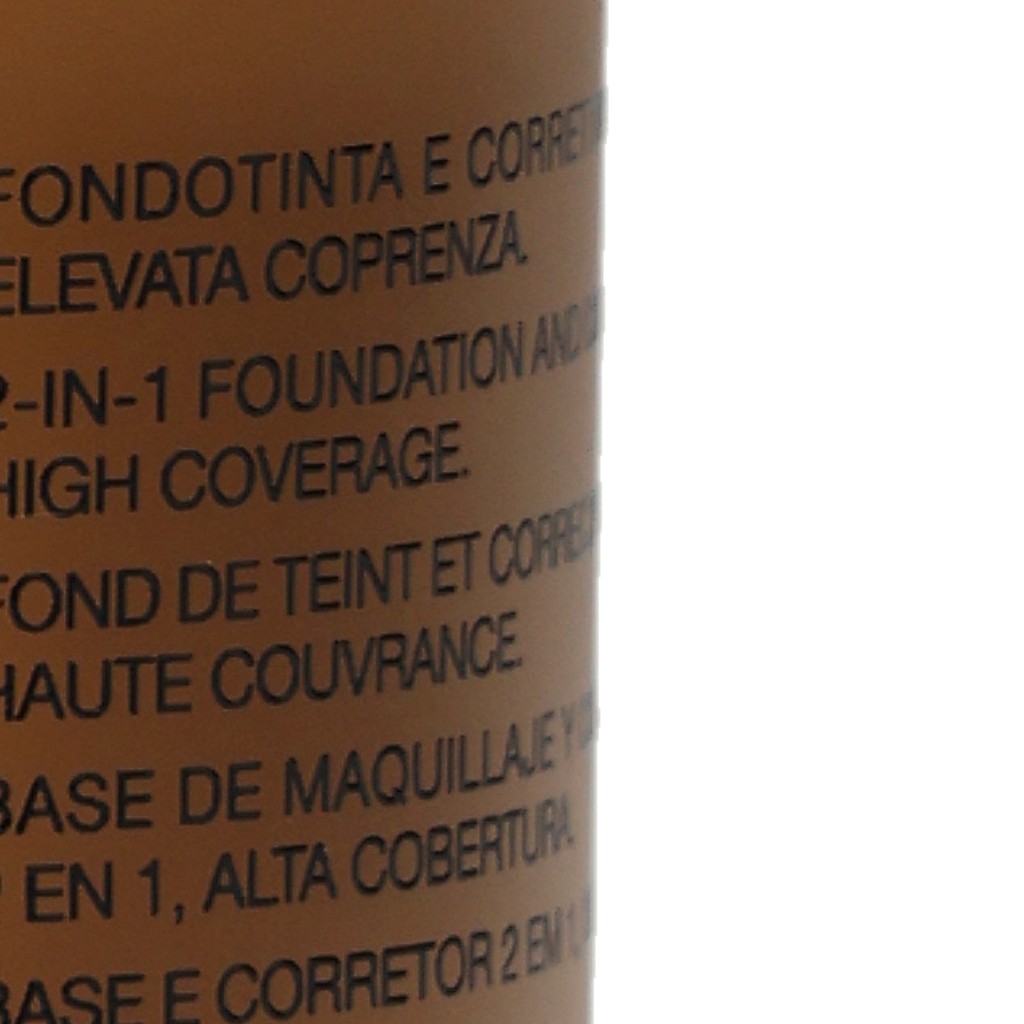 FONDOTINTA E
ELEVATA COPRENZA.
2-IN-1 FOUNDATION AND
HIGH COVERAGE.
FOND DE TEINT ET
HAUTE COUVRANCE.
BASE DE MAQUILLAJE Y
EN 1, ALTA COBERTURA.
BASE E CORRETOR 2 EM 1,